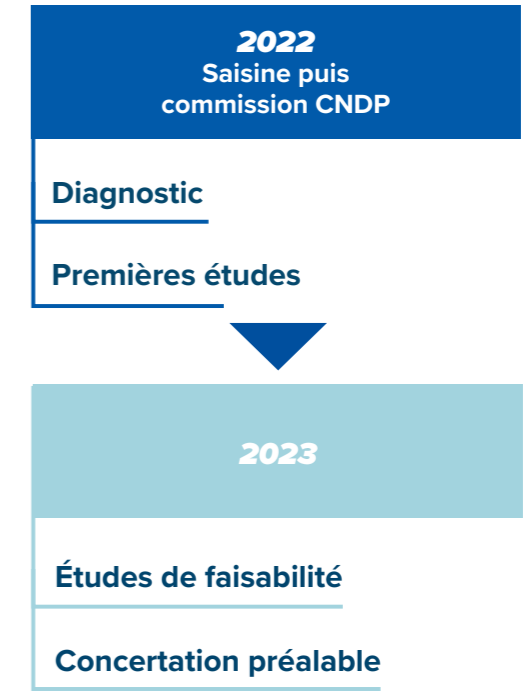 2022
Saisine puis
commission CNDP
Diagnostic
Premières études
2023
Études de faisabilité
Concertation préalable